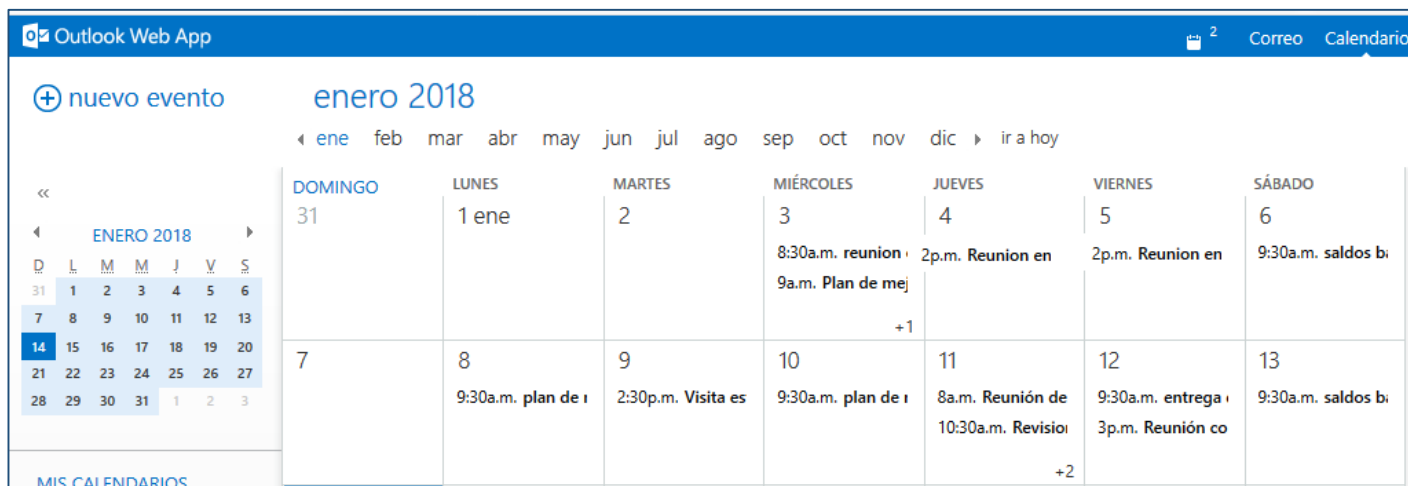 Outlook Web App
2 Correo Calendario
nuevo evento
enero 2018
ene feb mar abr may jun jul ago sep oct nov dic ir a hoy
«
ENERO 2018
D L M M J V S
31 1 2 3 4 5 6
7 8 9 10 11 12 13
14 15 16 17 18 19 20
21 22 23 24 25 26 27
28 29 30 31 1 2 3
MIS CALENDARIOS
DOMINGO LUNES MARTES MIÉRCOLES JUEVES VIERNES SÁBADO
31 1 ene 2 3 4 5 6
8:30a.m. reunion 2p.m. Reunion en 2p.m. Reunion en 9:30a.m. saldos
9a.m. Plan de mej
+1
7 8 9 10 11 12 13
9:30a.m. plan de 2:30p.m. Visita es 9:30a.m. plan de 8a.m. Reunión de 9:30a.m. entrega 9:30a.m. saldos
10:30a.m. Revision 3p.m. Reunión co
+2